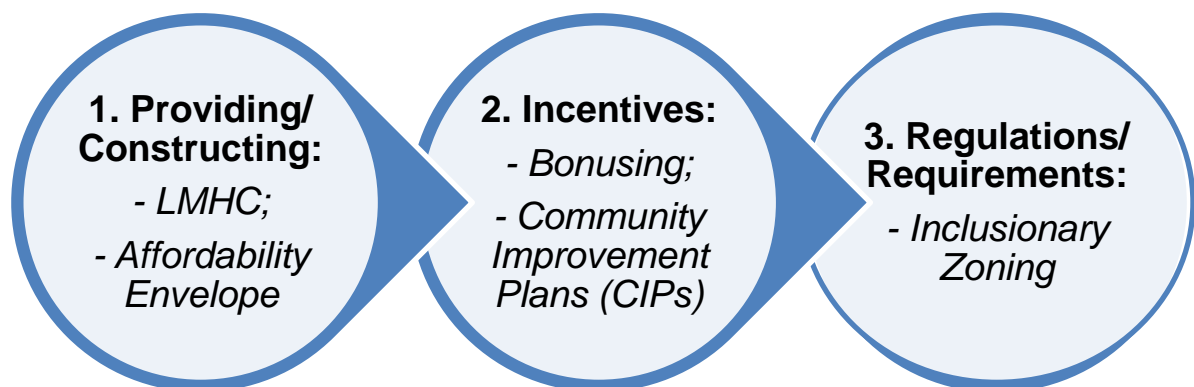 1. Providing/
Constructing:
- LMHC;
- Affordability
Envelope
2. Incentives:
- Bonusing;
- Community
Improvement
Plans (CIPs)
3. Regulations/
Requirements:
- Inclusionary
Zoning